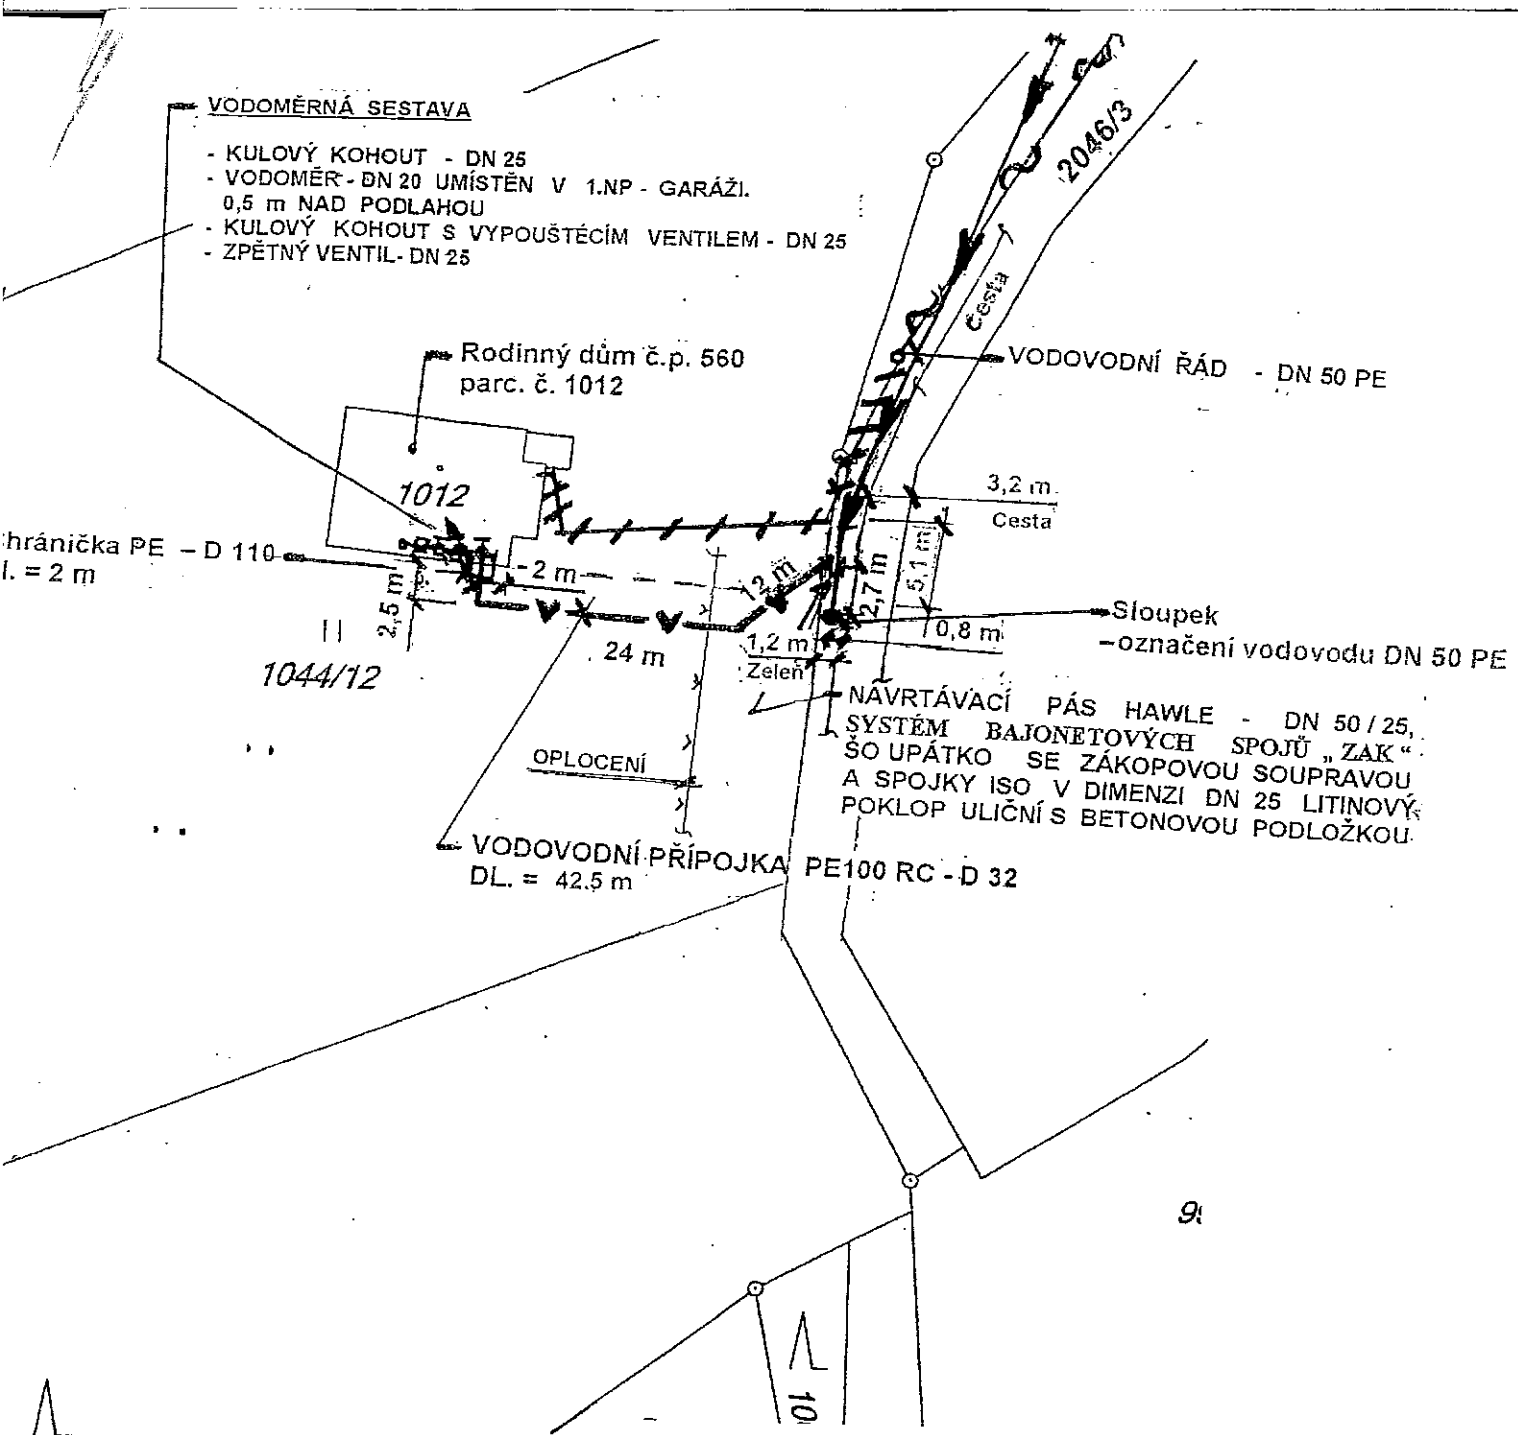 VODOMĚRNÁ SESTAVA
- KULOVÝ KOHOUT - DN 25
- VODOMĚR - DN 20 UMÍSTĚN V 1.NP - GARÁŽI.
0,5 m NAD PODLAHOU
- KULOVÝ KOHOUT S VYPOUŠTĚCÍM VENTILEM - DN 25
- ZPĚTNÝ VENTIL - DN 25
2046/3
Cesta
VODOVODNÍ ŘÁD - DN 50 PE
Rodinný dům č.p. 560
parc. č. 1012
1012
3,2 m
Cesta
hránička PE – D 110
l. = 2 m
2 m
12 m
2,7 m
5,1 m
2,5 m
24 m
1,2 m
Zeleň
0,8 m
Sloupek
–označení vodovodu DN 50 PE
1044/12
NAVRTÁVACÍ PÁS HAWLE - DN 50 / 25,
SYSTÉM BAJONETOVÝCH SPOJŮ „ZAK“
ŠOUPÁTKO SE ZÁKOPOVOU SOUPRAVOU
A SPOJKY ISO V DIMENZI DN 25 LITINOVÝ
POKLOP ULIČNÍ S BETONOVOU PODLOŽKOU
OPLOCENÍ
VODOVODNÍ PŘÍPOJKA PE100 RC - D 32
DL. = 42.5 m
10